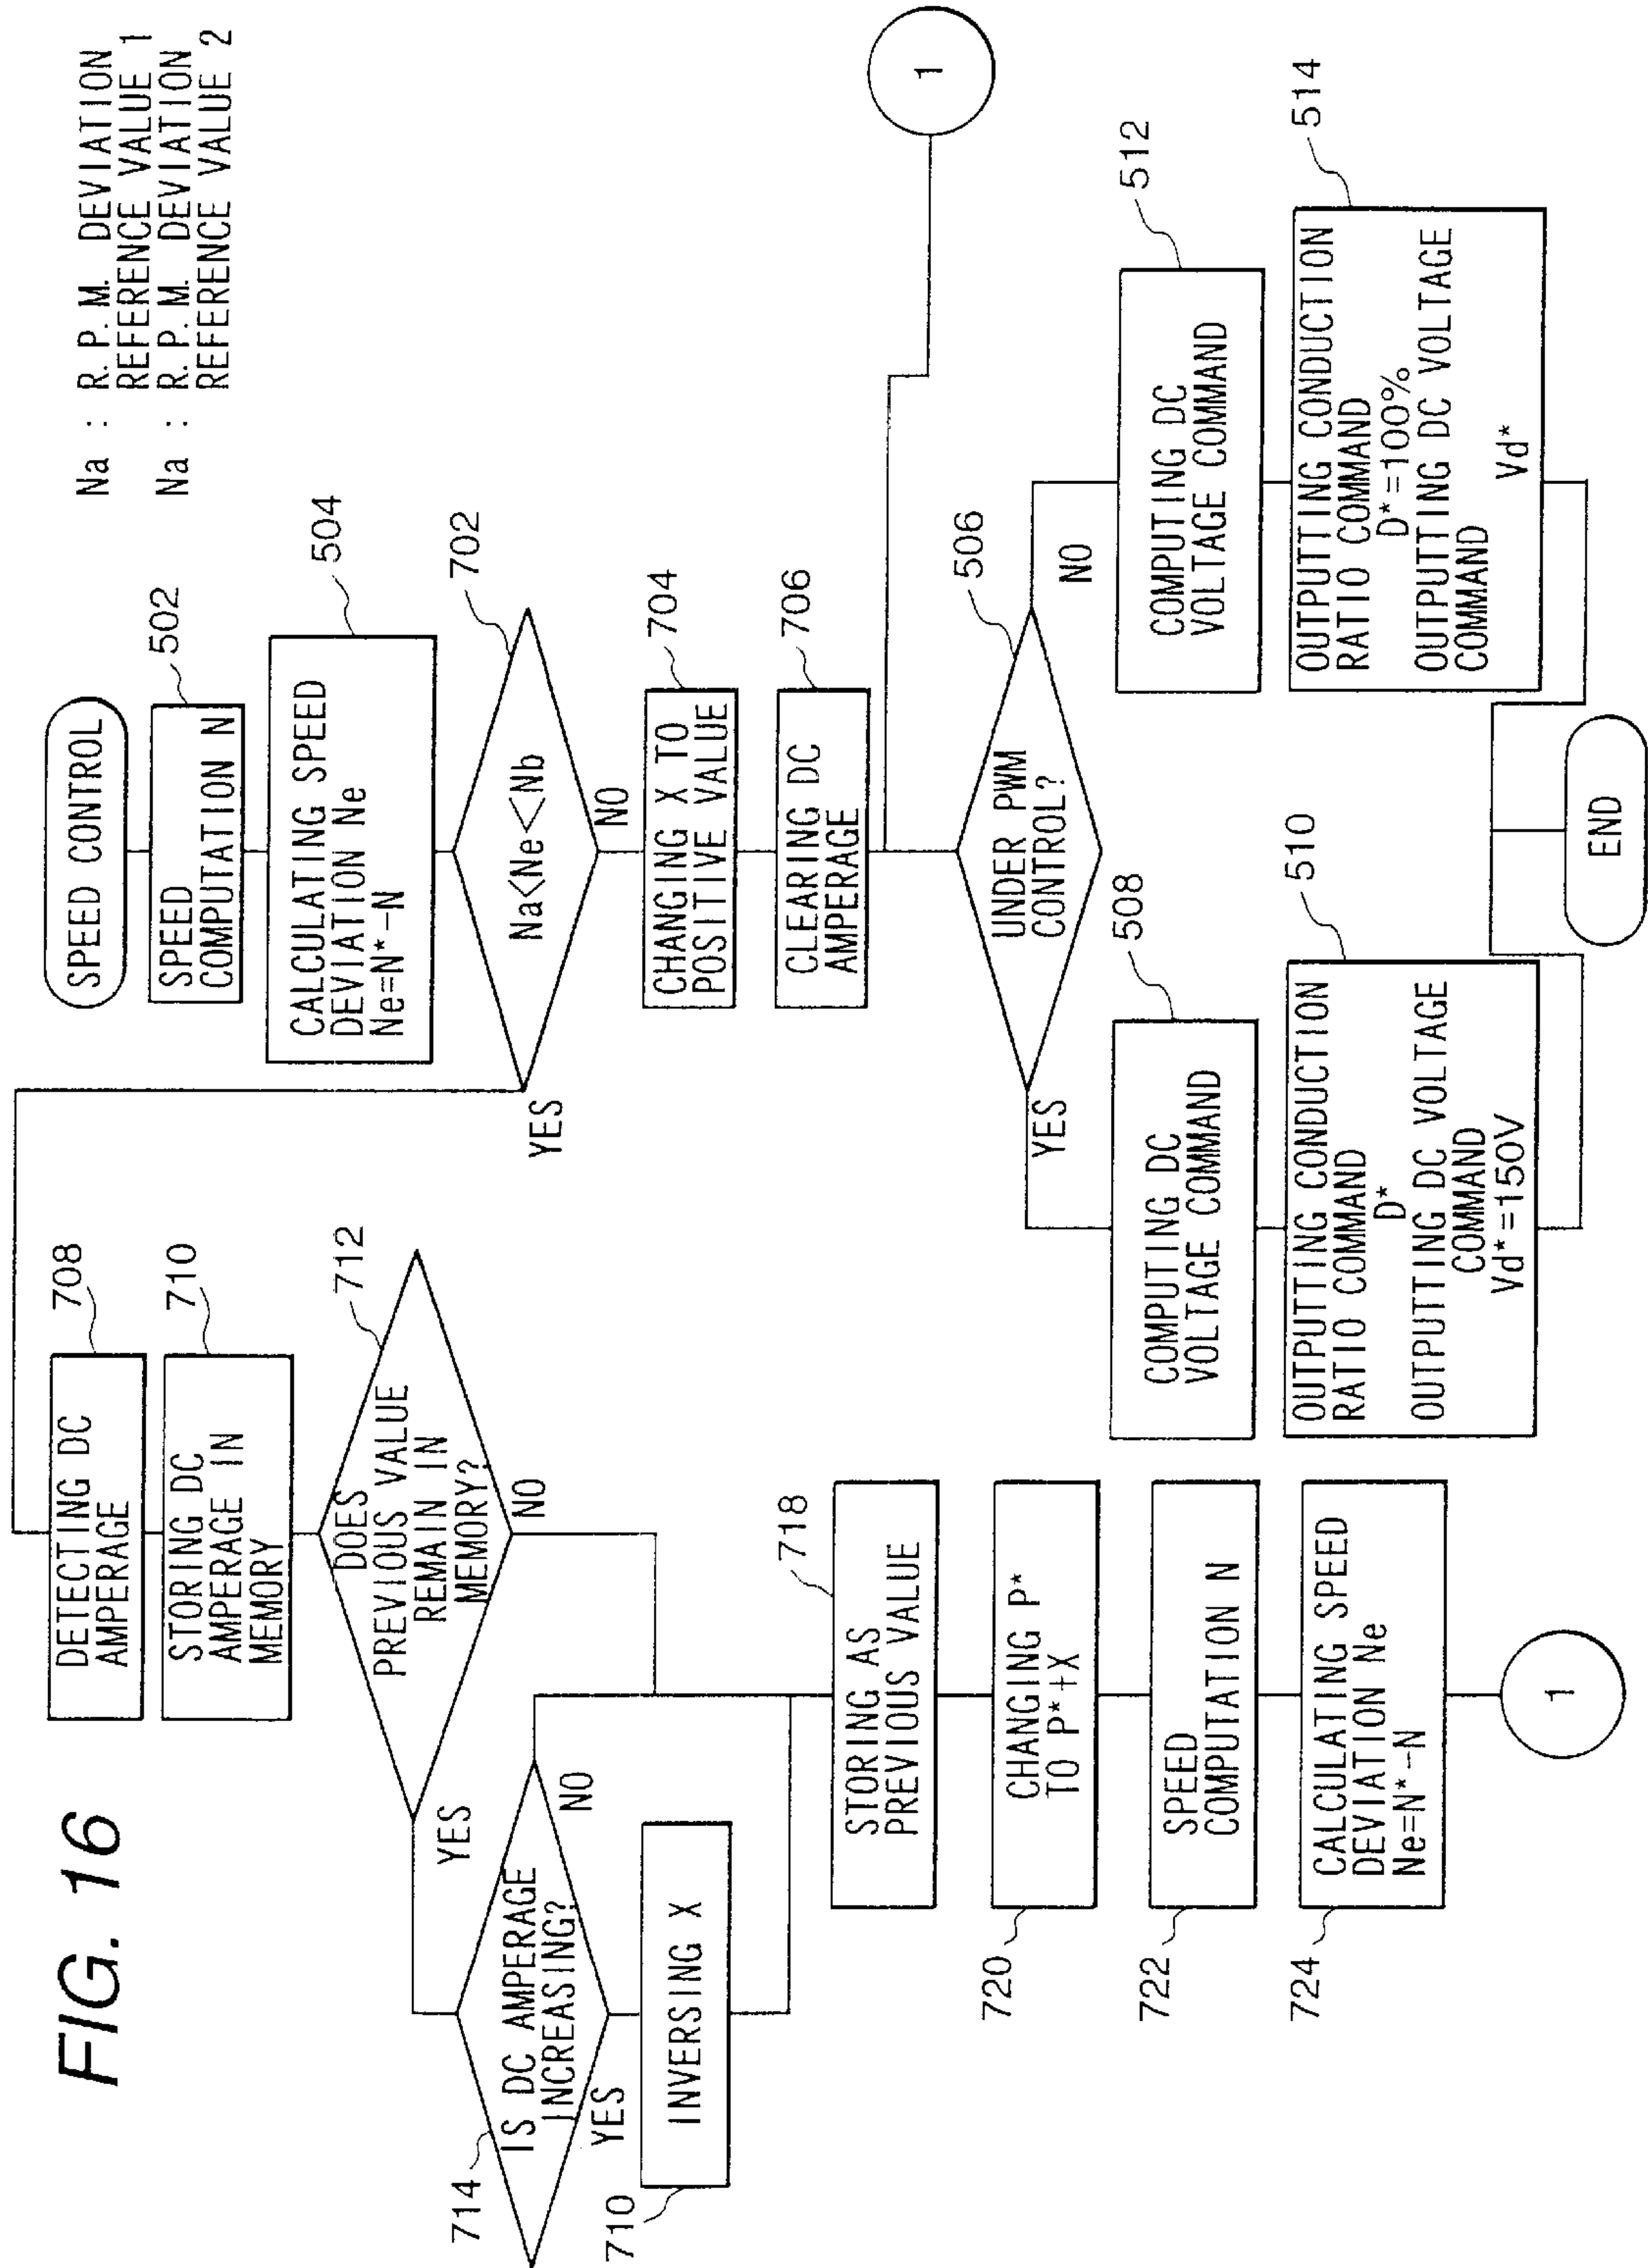 FIG. 16
Na : R.P.M. DEVIATION
REFERENCE VALUE 1
Na : R.P.M. DEVIATION
REFERENCE VALUE 2
SPEED CONTROL
502
SPEED
COMPUTATION N
504
CALCULATING SPEED
DEVIATION Ne
Ne=N*-N
702
Na<Ne<Nb
YES
NO
704
CHANGING X TO
POSITIVE VALUE
706
CLEARING DC
AMPERAGE
1
506
UNDER PWM
CONTROL?
YES
NO
508
COMPUTING DC
VOLTAGE COMMAND
510
OUTPUTTING CONDUCTION
RATIO COMMAND
D*
OUTPUTTING DC VOLTAGE
COMMAND
Vd*=150V
512
COMPUTING DC
VOLTAGE COMMAND
514
OUTPUTTING CONDUCTION
RATIO COMMAND
D*=100%
OUTPUTTING DC VOLTAGE
COMMAND
Vd*
END
708
DETECTING DC
AMPERAGE
710
STORING DC
AMPERAGE IN
MEMORY
712
DOES
PREVIOUS VALUE
REMAIN IN
MEMORY?
YES
NO
714
IS DC AMPERAGE
INCREASING?
YES
NO
710
INVERSING X
718
STORING AS
PREVIOUS VALUE
720
CHANGING P*
TO P*+X
722
SPEED
COMPUTATION N
724
CALCULATING SPEED
DEVIATION Ne
Ne=N*-N
1